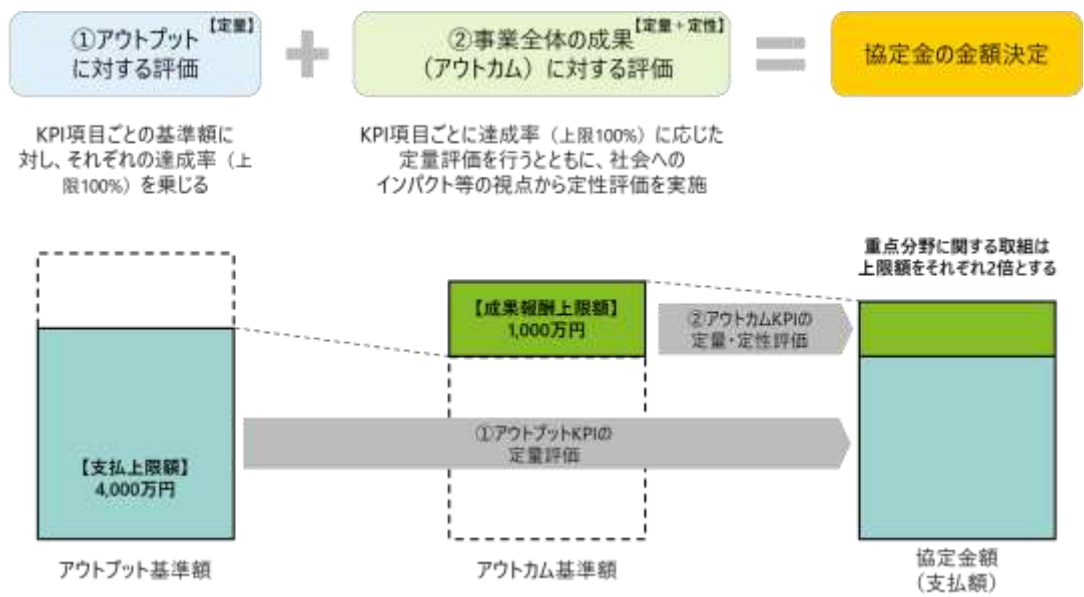 ①アウトプット【定量】
に対する評価
②事業全体の成果【定量+定性】
（アウトカム）に対する評価
協定金の金額決定
KPI項目ごとの基準額に
対し、それぞれの達成率（上
限100%）を乗じる
KPI項目ごとに達成率（上限100%）に応じた
定量評価を行うとともに、社会への
インパクト等の視点から定性評価を実施
重点分野に関する取組は
上限額をそれぞれ2倍とする
【成果報酬上限額】
1,000万円
②アウトカムKPIの
定量・定性評価
①アウトプットKPIの
定量評価
【支払上限額】
4,000万円
アウトプット基準額
アウトカム基準額
協定金額
（支払額）